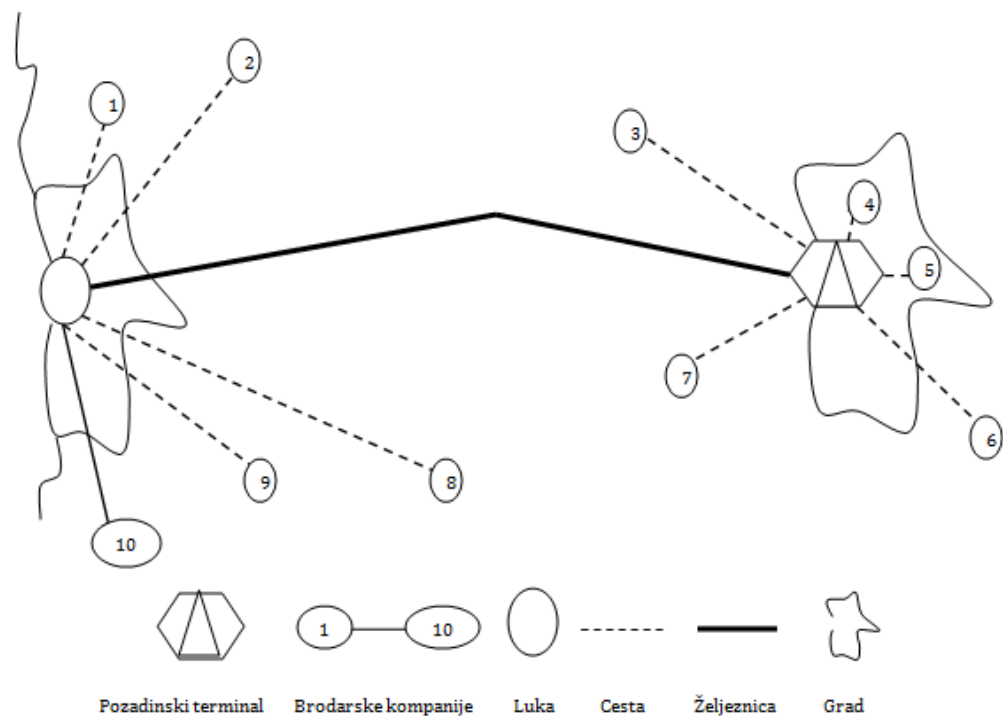 2
1
3
4
5
7
6
9
8
10
1
10
Pozadinski terminal
Brodarske kompanije
Luka
Cesta
Željeznica
Grad